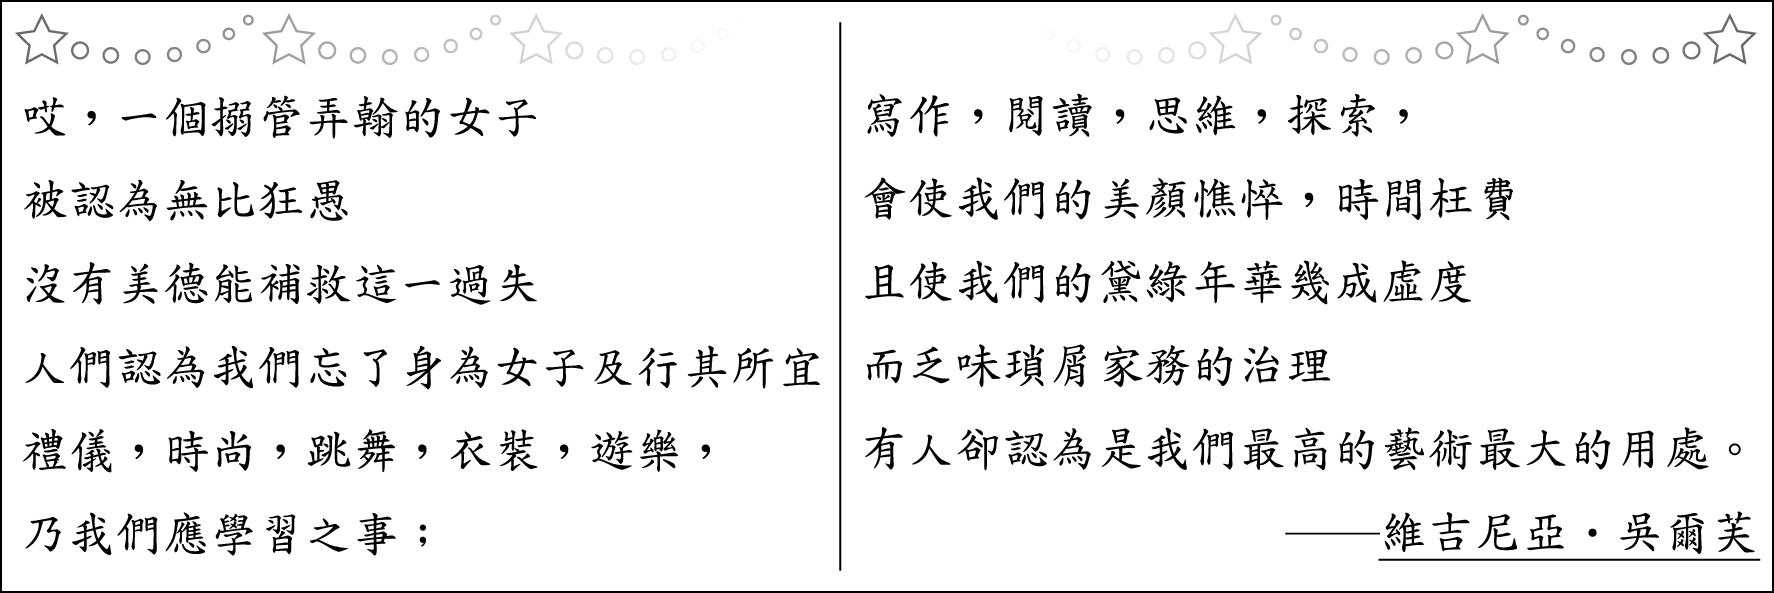 哎，一個搦管弄翰的女子
被認為無比狂愚
沒有美德能補救這一過失
人們認為我們忘了身為女子及行其所宜
禮儀，時尚，跳舞，衣裝，遊樂，
乃我們應學習之事；
寫作，閱讀，思維，探索，
會使我們的美顏憔悴，時間枉費
且使我們的黛綠年華幾成虛度
而乏味瑣屑家務的治理
有人卻認為是我們最高的藝術最大的用處。
——維吉尼亞·吳爾芙